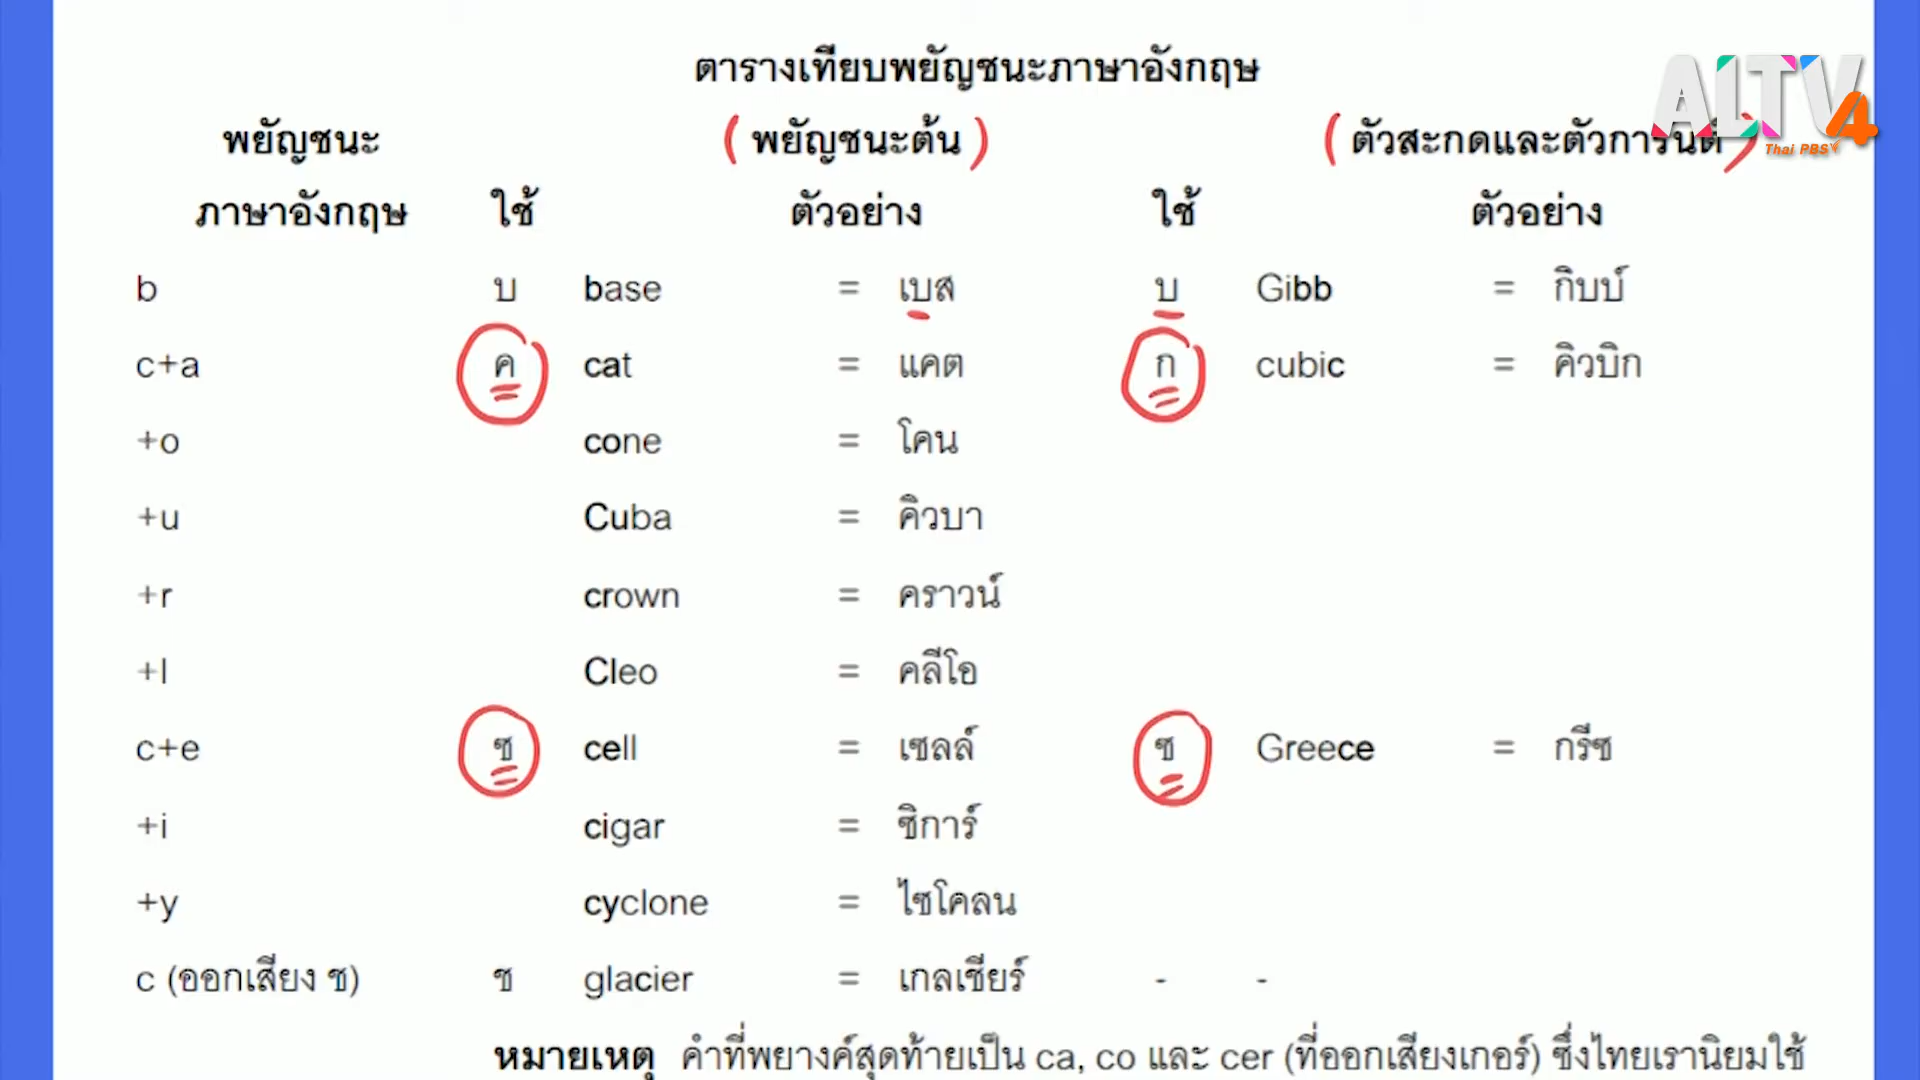 ตารางเทียบพยัญชนะภาษาอังกฤษ
ALTV4
Thai PBS
พยัญชนะ (พยัญชนะต้น) (ตัวสะกดและตัวการันต์)
ภาษาอังกฤษ ใช้ ตัวอย่าง ใช้ ตัวอย่าง
b บ base = เบส บ Gibb = กิบบ์
c+a ค cat = แคต ก cubic = คิวบิก
+o cone = โคน
+u Cuba = คิวบา
+r crown = คราวน์
+l Cleo = คลีโอ
c+e ซ cell = เซลล์ ซ Greece = กรีซ
+i cigar = ซิการ์
+y cyclone = ไซโคลน
c (ออกเสียง ช) ช glacier = เกลเชียร์ - -
หมายเหตุ คำที่พยางค์สุดท้ายเป็น ca, co และ cer (ที่ออกเสียงเกอร์) ซึ่งไทยเรานิยมใช้